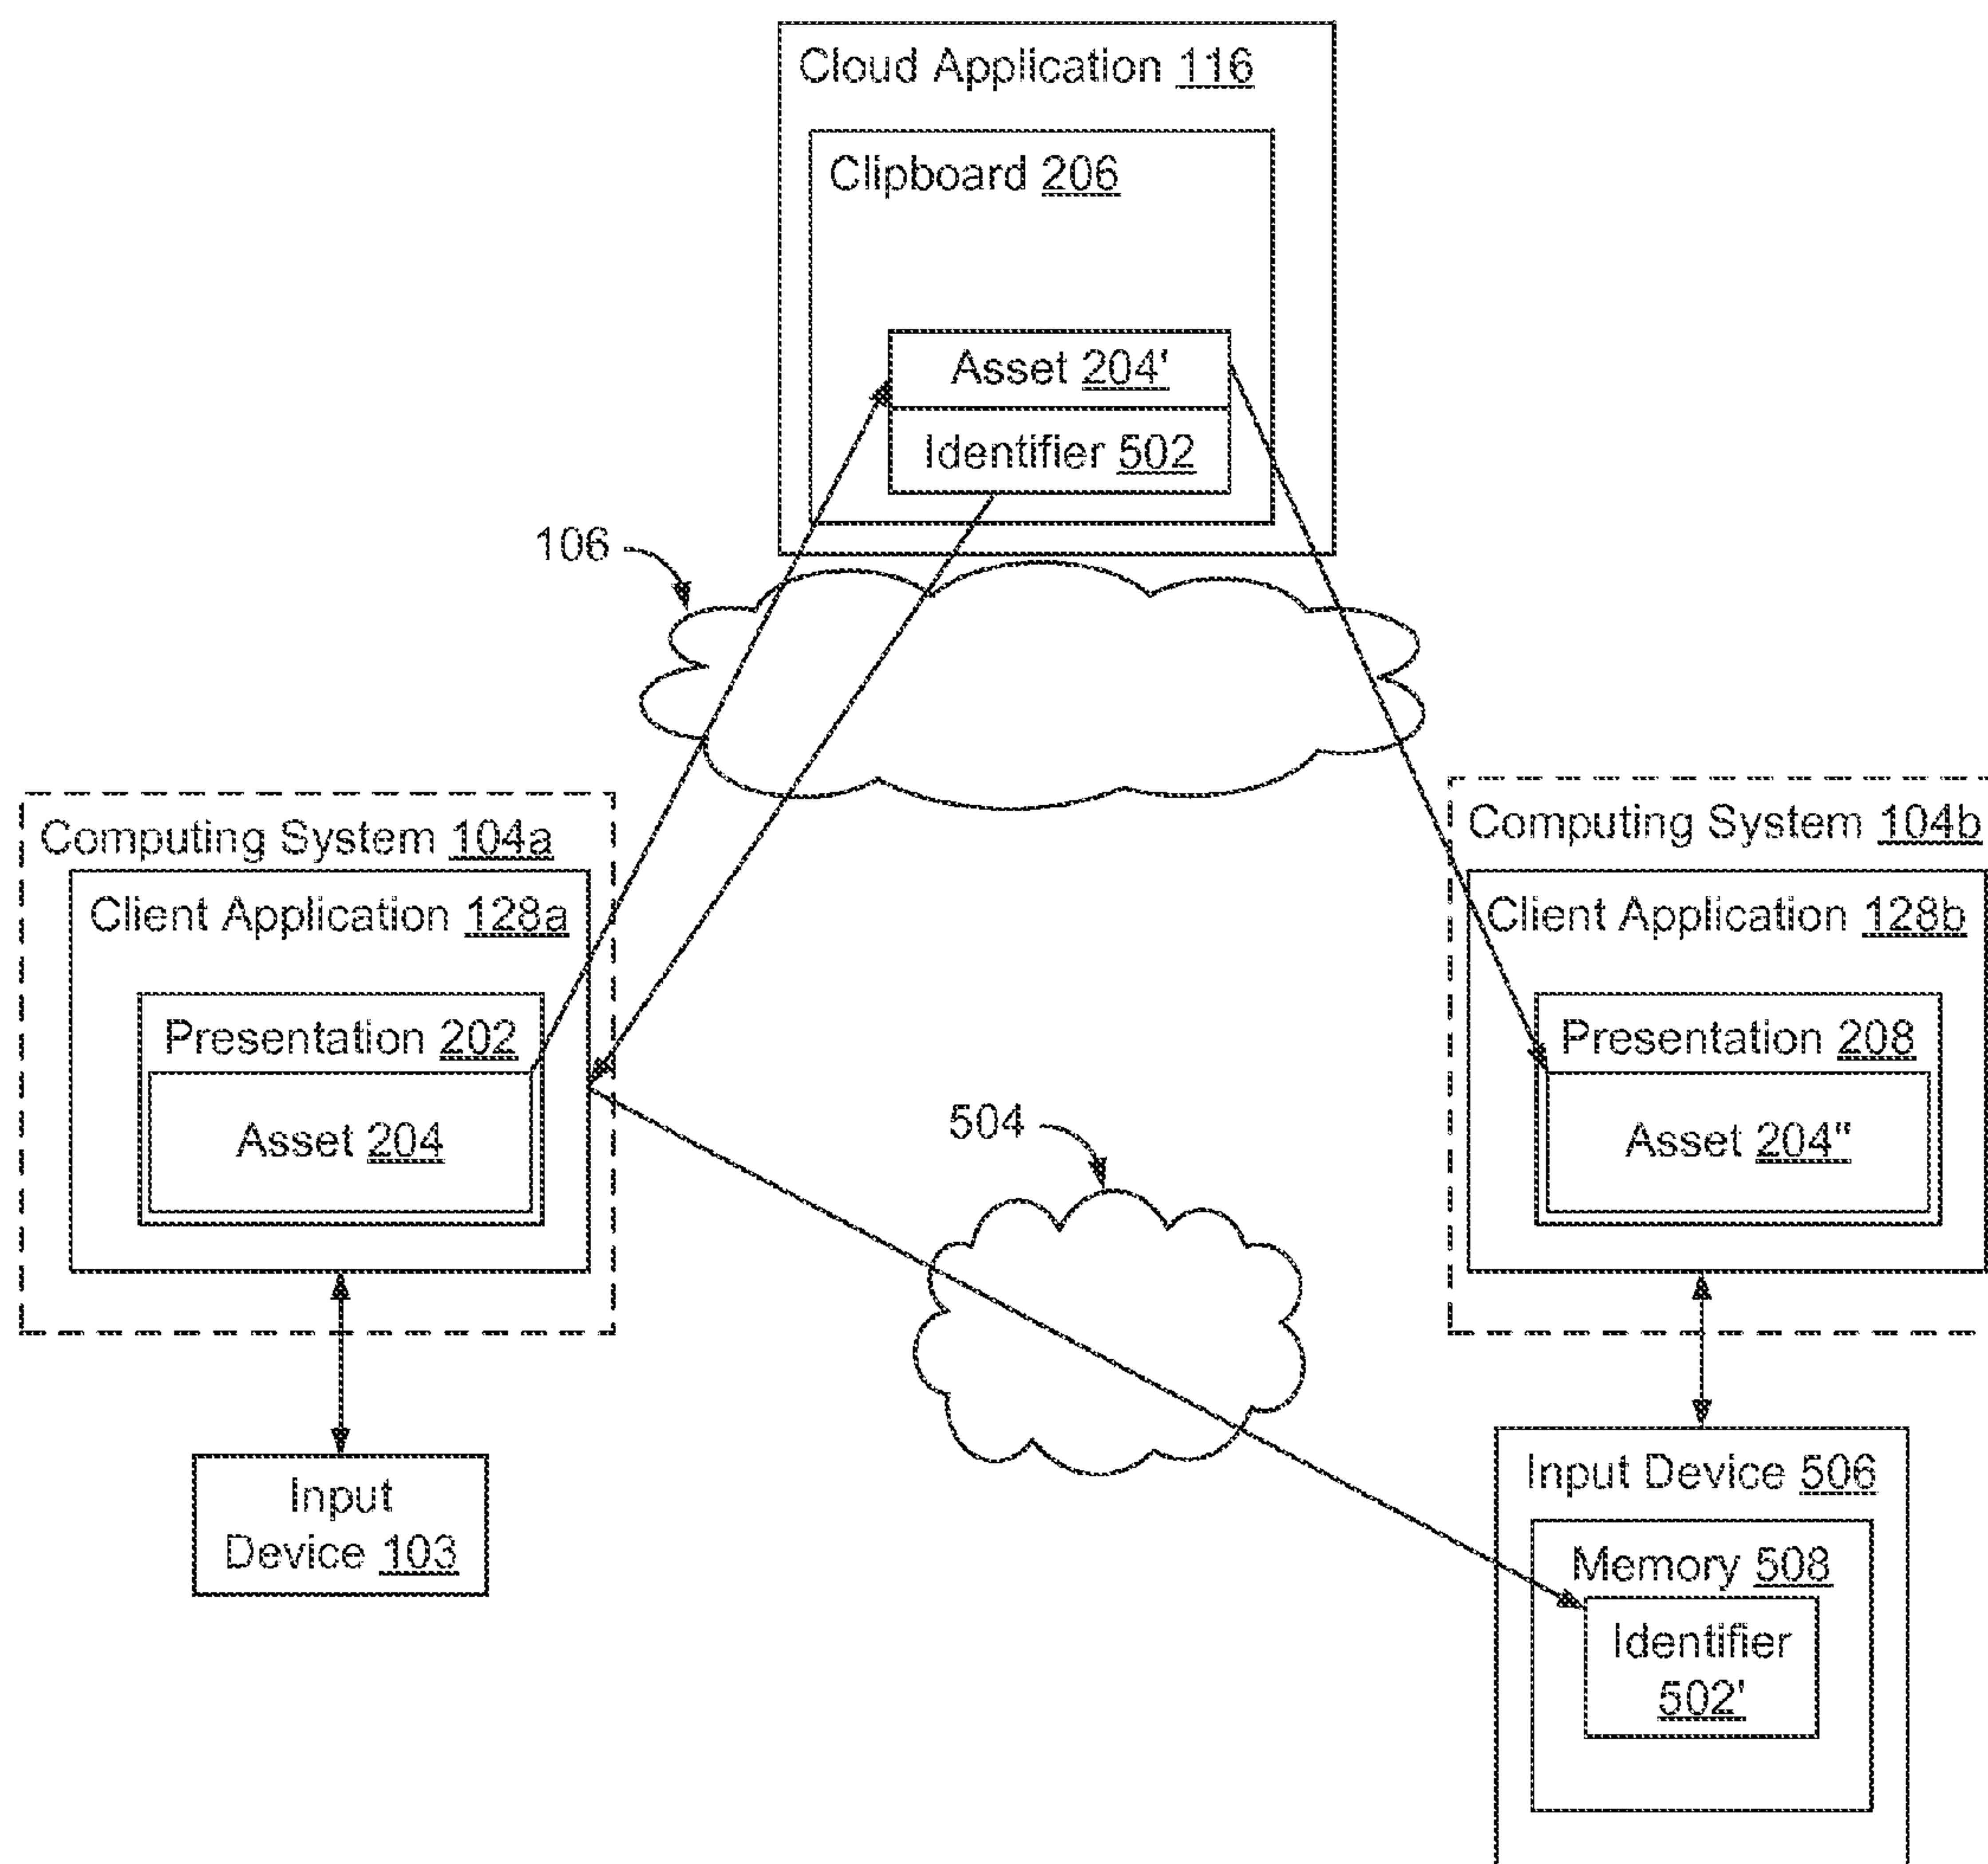 Cloud Application 116
Clipboard 206
Asset 204'
Identifier 502
106
Computing System 104a
Client Application 128a
Presentation 202
Asset 204
Computing System 104b
Client Application 128b
Presentation 208
Asset 204"
504
Input
Device 103
Input Device 506
Memory 508
Identifier
502'